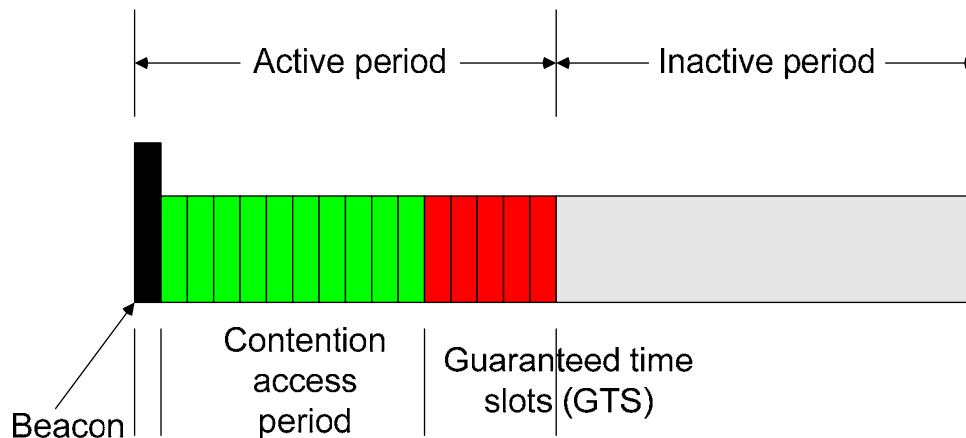 Active period
Inactive period
Contention
access
period
Guaranteed time
slots (GTS)
Beacon